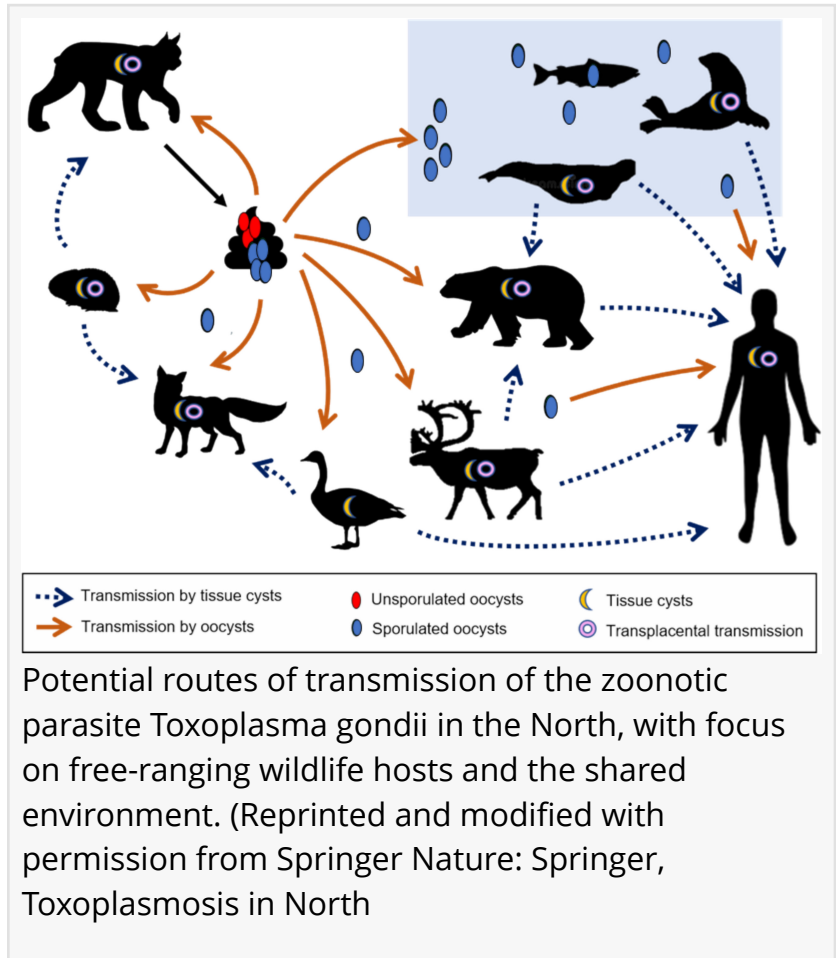 Transmission by tissue cysts
Transmission by oocysts
Unsporulated oocysts
Sporulated oocysts
Tissue cysts
Transplacental transmission
Potential routes of transmission of the zoonotic
parasite Toxoplasma gondii in the North, with focus
on free-ranging wildlife hosts and the shared
environment. (Reprinted and modified with
permission from Springer Nature: Springer,
Toxoplasmosis in North